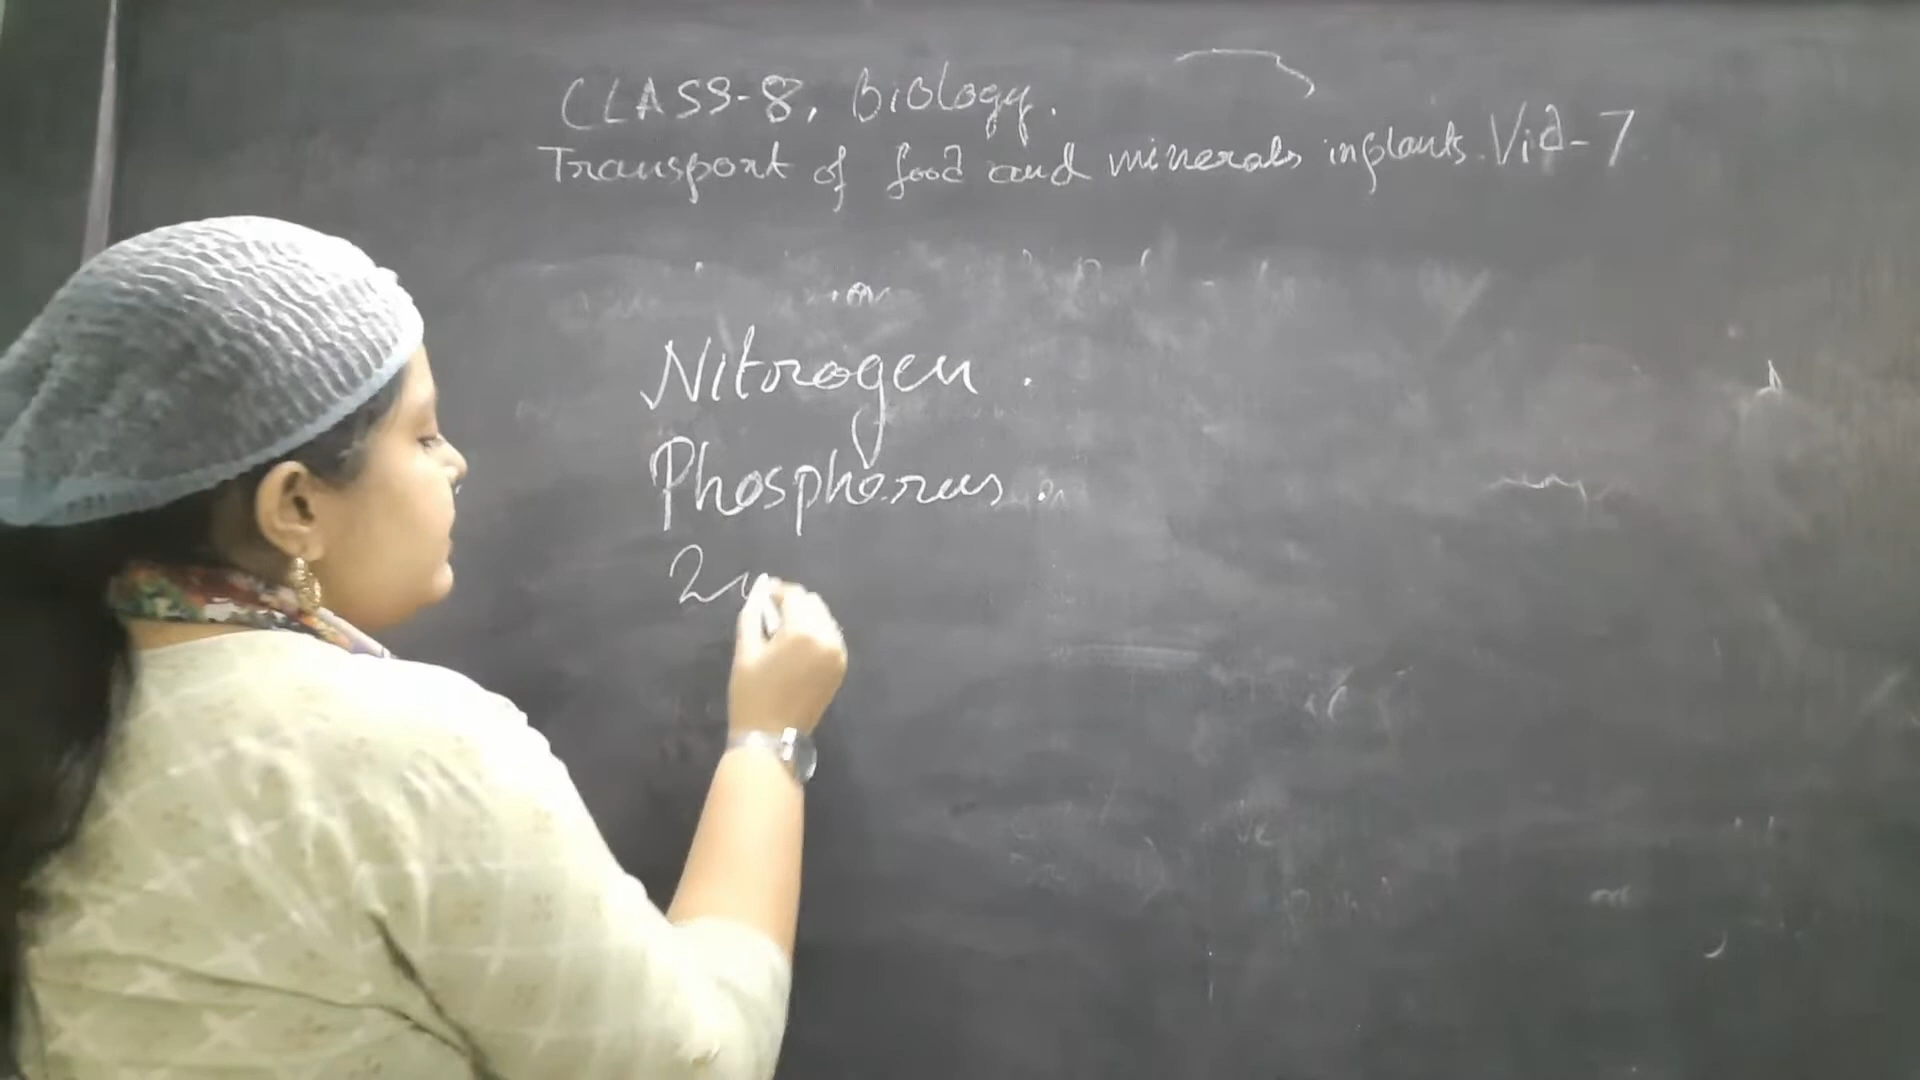 CLASS-8, Biology.
Transport of food and minerals in plants. Vid-7
Nitrogen.
Phosphorus.